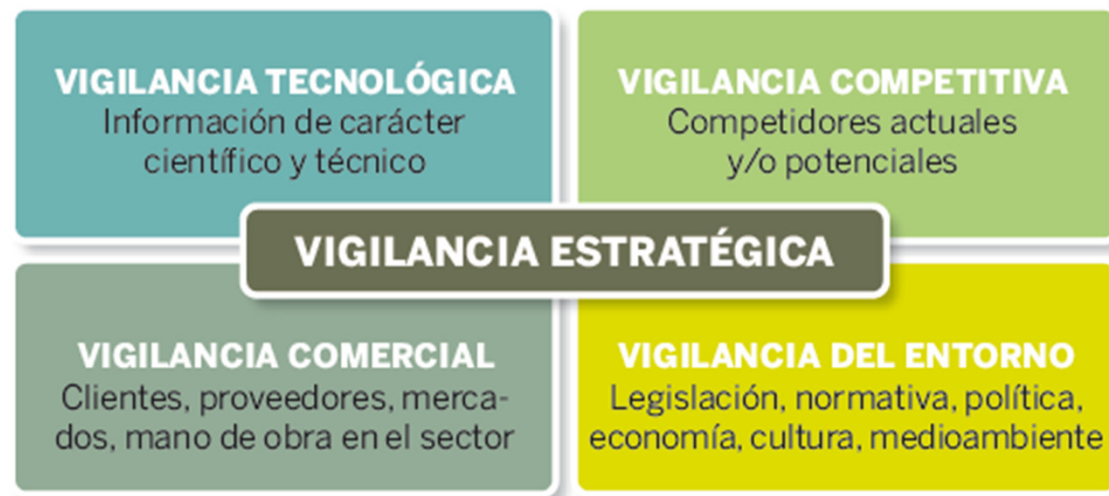 VIGILANCIA TECNOLÓGICA
Información de carácter
científico y técnico
VIGILANCIA COMPETITIVA
Competidores actuales
y/o potenciales
VIGILANCIA ESTRATÉGICA
VIGILANCIA COMERCIAL
Clientes, proveedores, merca-
dos, mano de obra en el sector
VIGILANCIA DEL ENTORNO
Legislación, normativa, política,
economía, cultura, medioambiente